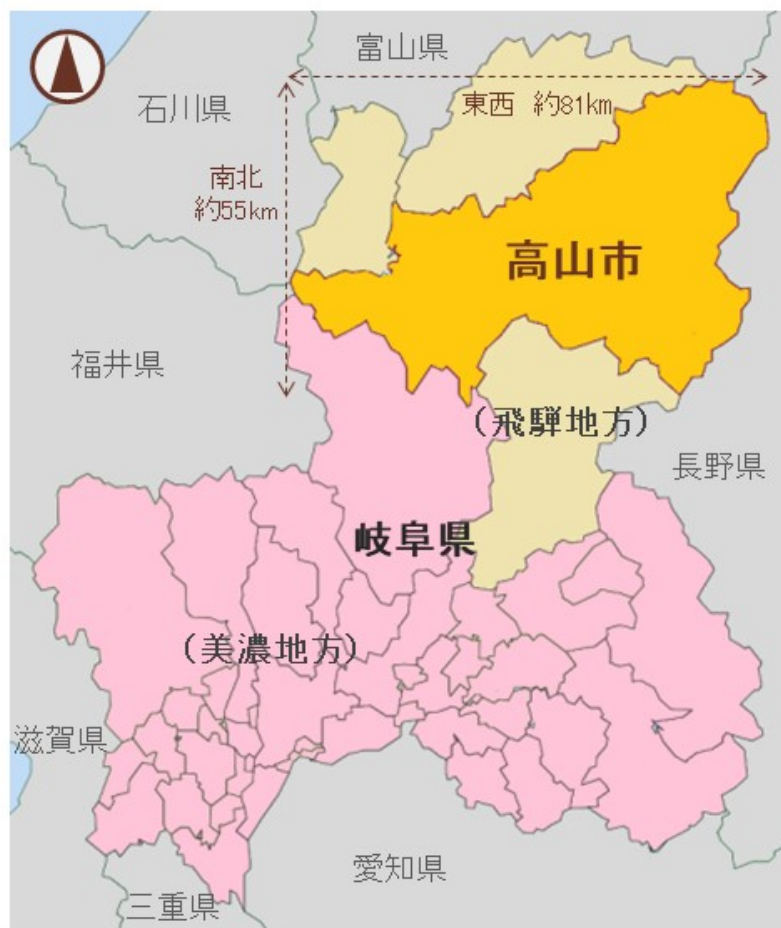 富山県
石川県
東西 約81km
南北
約55km
高山市
福井県
(飛騨地方)
長野県
岐阜県
(美濃地方)
滋賀県
愛知県
三重県